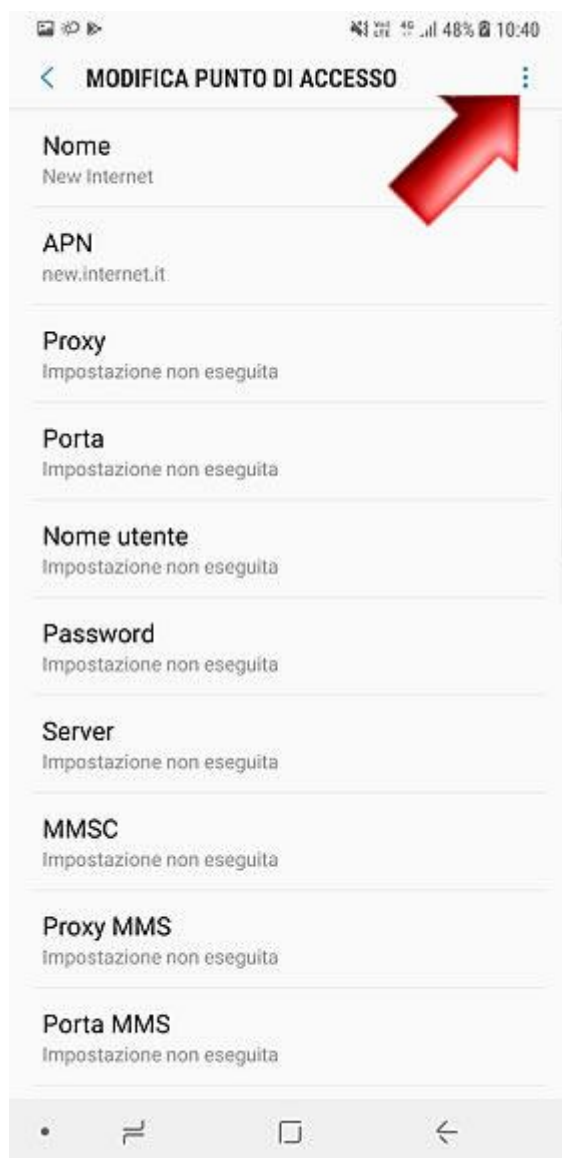 48% 10:40
MODIFICA PUNTO DI ACCESSO
Nome
New Internet
APN
new.internet.it
Proxy
Impostazione non eseguita
Porta
Impostazione non eseguita
Nome utente
Impostazione non eseguita
Password
Impostazione non eseguita
Server
Impostazione non eseguita
MMSC
Impostazione non eseguita
Proxy MMS
Impostazione non eseguita
Porta MMS
Impostazione non eseguita